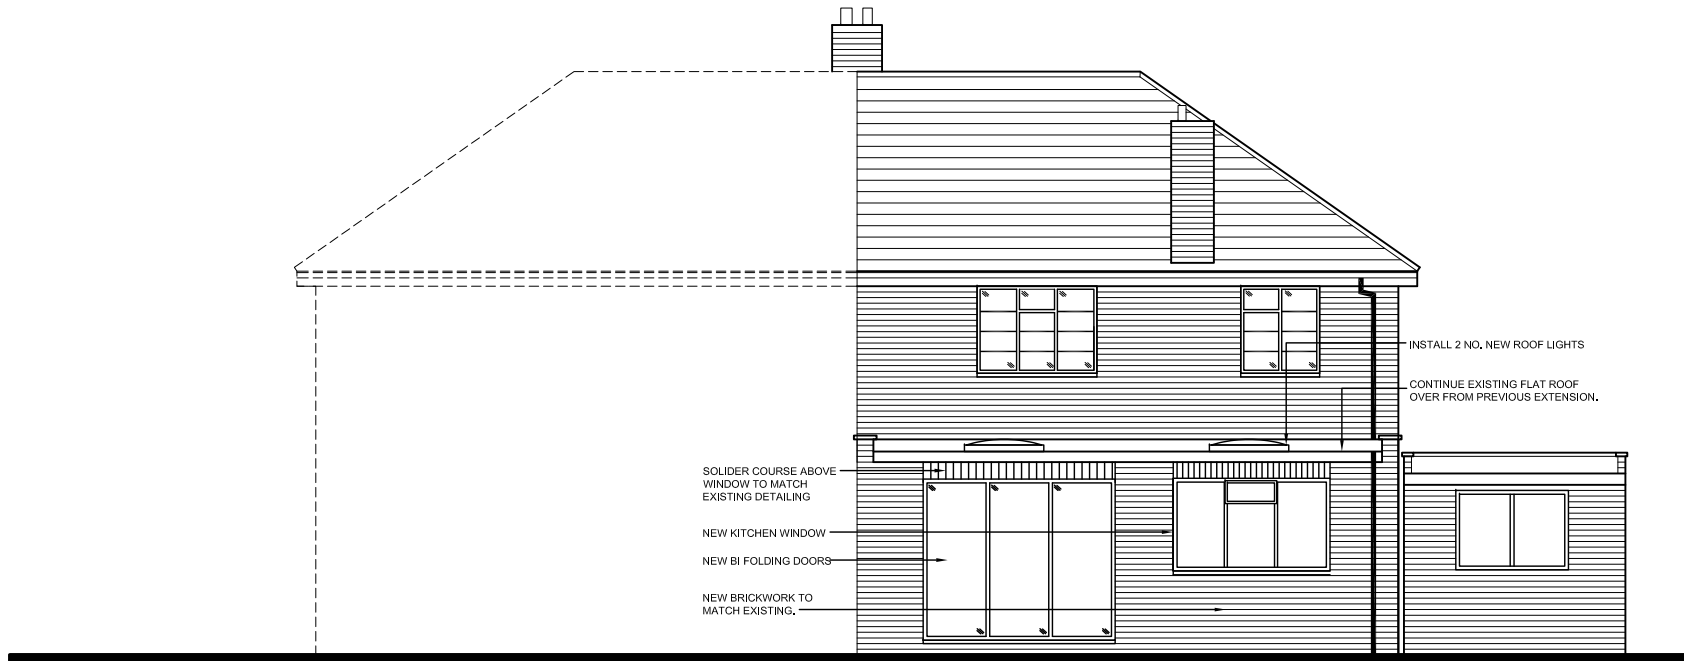 INSTALL 2 NO. NEW ROOF LIGHTS
CONTINUE EXISTING FLAT ROOF
OVER FROM PREVIOUS EXTENSION.
SOLIDER COURSE ABOVE
WINDOW TO MATCH
EXISTING DETAILING
NEW KITCHEN WINDOW
NEW BI FOLDING DOORS
NEW BRICKWORK TO
MATCH EXISTING.